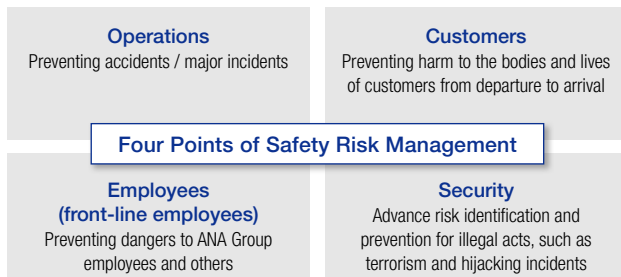 Operations
Preventing accidents / major incidents
Customers
Preventing harm to the bodies and lives
of customers from departure to arrival
Four Points of Safety Risk Management
Employees
(front-line employees)
Preventing dangers to ANA Group
employees and others
Security
Advance risk identification and
prevention for illegal acts, such as
terrorism and hijacking incidents